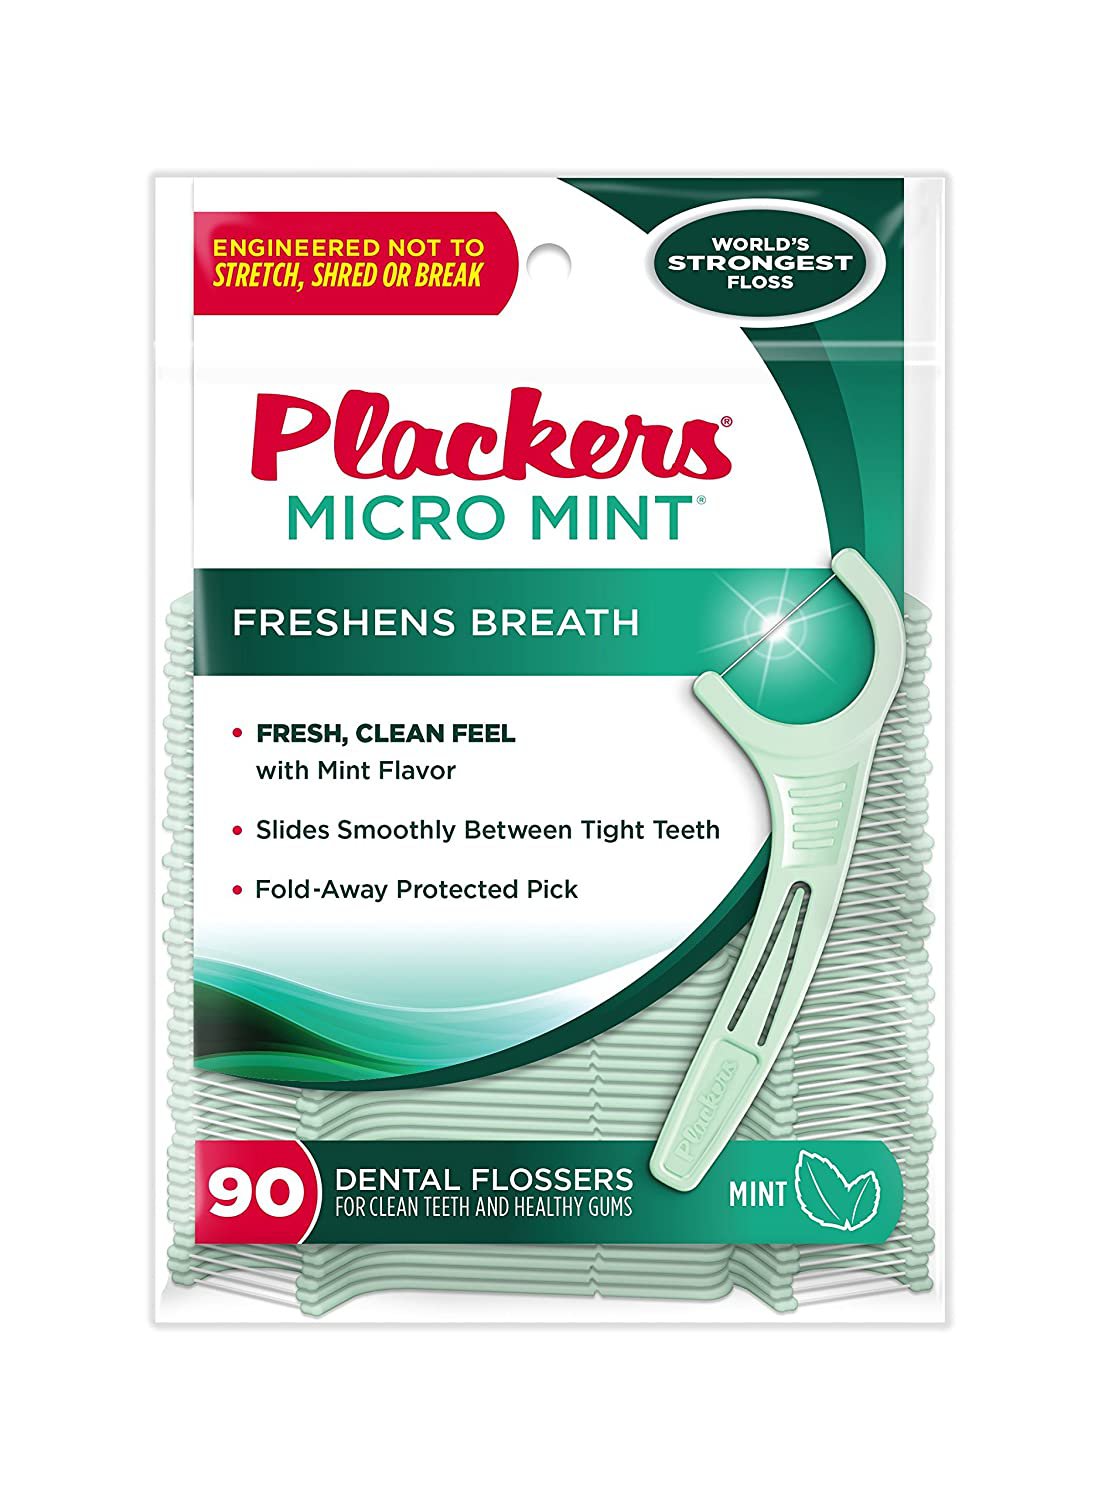 ENGINEERED NOT TO
STRETCH, SHRED OR BREAK
WORLD'S
STRONGEST
FLOSS
Plackers®
MICRO MINT®
FRESHENS BREATH
• FRESH, CLEAN FEEL
with Mint Flavor
• Slides Smoothly Between Tight Teeth
• Fold-Away Protected Pick
Plackers
90
DENTAL FLOSSERS
FOR CLEAN TEETH AND HEALTHY GUMS
MINT